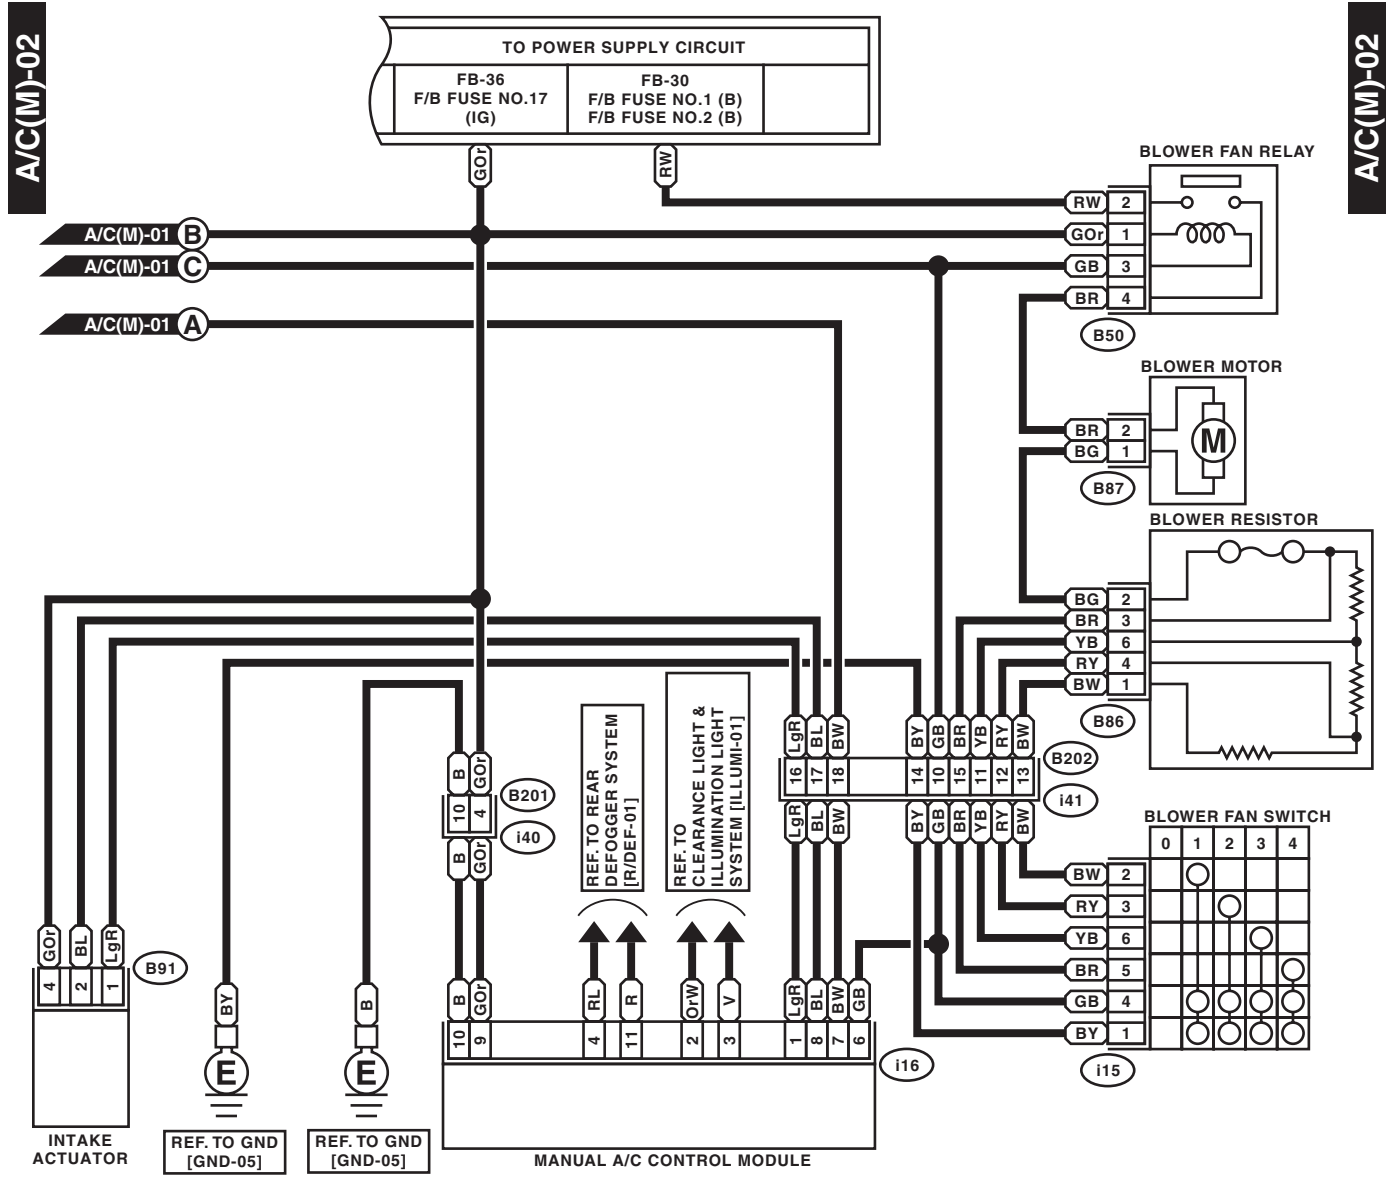 A/C(M)-02
A/C(M)-02
TO POWER SUPPLY CIRCUIT
FB-36
F/B FUSE NO.17
(IG)
FB-30
F/B FUSE NO.1 (B)
F/B FUSE NO.2 (B)
GOr
RW
BLOWER FAN RELAY
RW 2
A/C(M)-01 B
GOr 1
A/C(M)-01 C
GB 3
BR 4
A/C(M)-01 A
B50
BLOWER MOTOR
BR 2
BG 1
M
B87
BLOWER RESISTOR
BG 2
BR 3
YB 6
RY 4
BW 1
B86
LgR BL BW BY GB BR YB RY BW
16 17 18 14 10 15 11 12 13
B202
i41
LgR BL BW BY GB BR YB RY BW
B GOr
10 4
B201
i40
B GOr
REF. TO REAR
DEFOGGER SYSTEM
[R/DEF-01]
REF. TO
CLEARANCE LIGHT &
ILLUMINATION LIGHT
SYSTEM [ILLUMI-01]
BLOWER FAN SWITCH
0 1 2 3 4
BW 2
RY 3
YB 6
BR 5
GB 4
BY 1
i15
GOr BL LgR
4 2 1
B91
INTAKE
ACTUATOR
BY
E
REF. TO GND
[GND-05]
B
E
REF. TO GND
[GND-05]
B GOr RL R OrW V LgR BL BW GB
10 9 4 11 2 3 1 8 7 6
i16
MANUAL A/C CONTROL MODULE